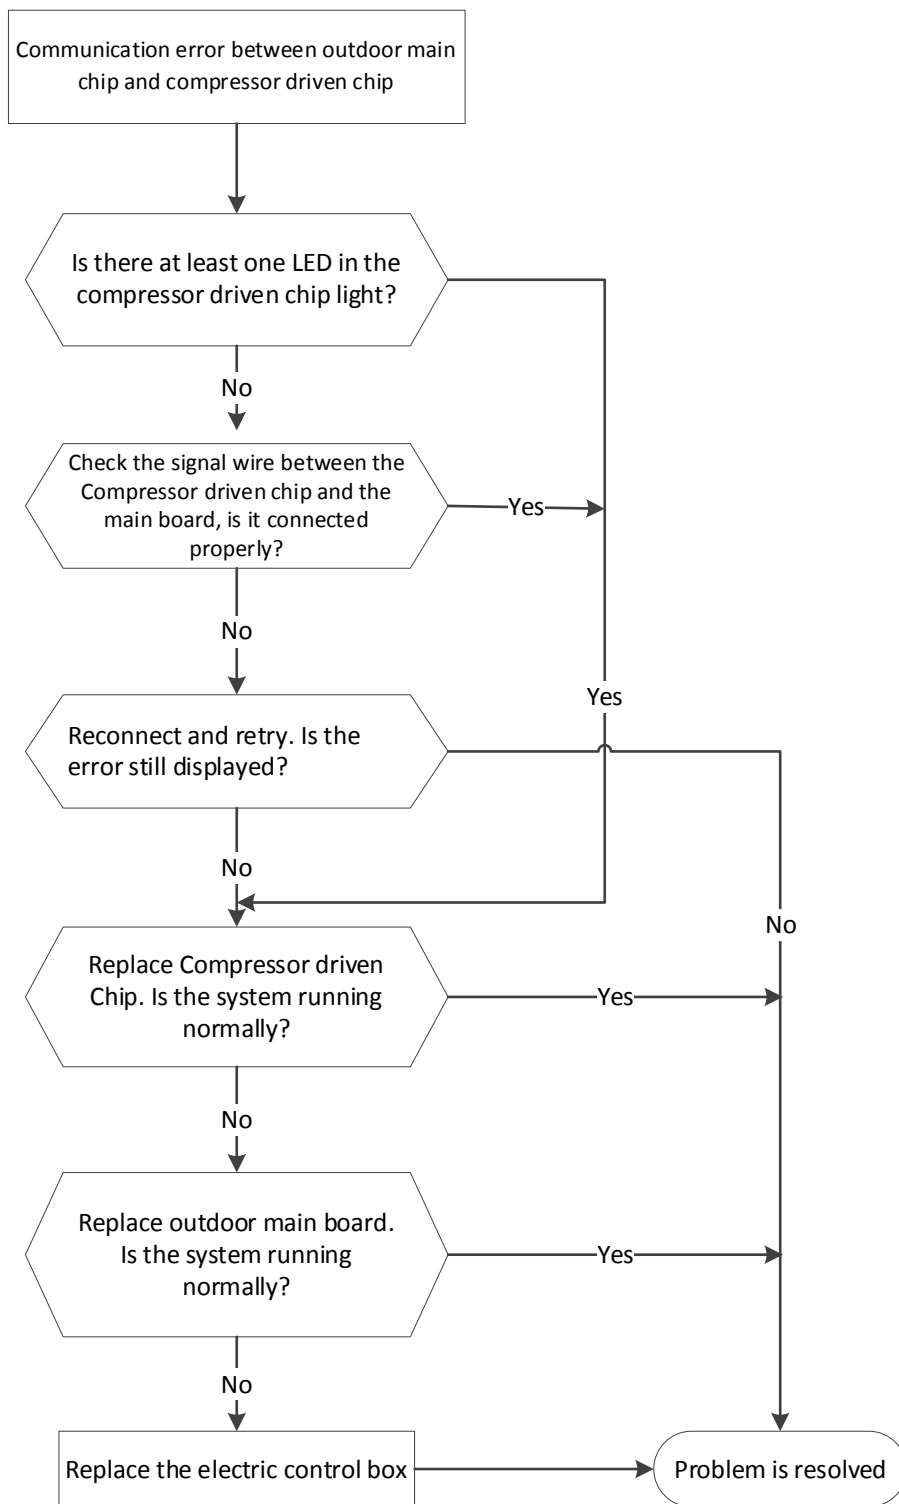 Communication error between outdoor main
chip and compressor driven chip
Is there at least one LED in the
compressor driven chip light?
No
Check the signal wire between the
Compressor driven chip and the
main board, is it connected
properly?
Yes
No
Yes
Reconnect and retry. Is the
error still displayed?
No
No
Replace Compressor driven
Chip. Is the system running
normally?
Yes
No
Replace outdoor main board.
Is the system running
normally?
Yes
No
Replace the electric control box
Problem is resolved